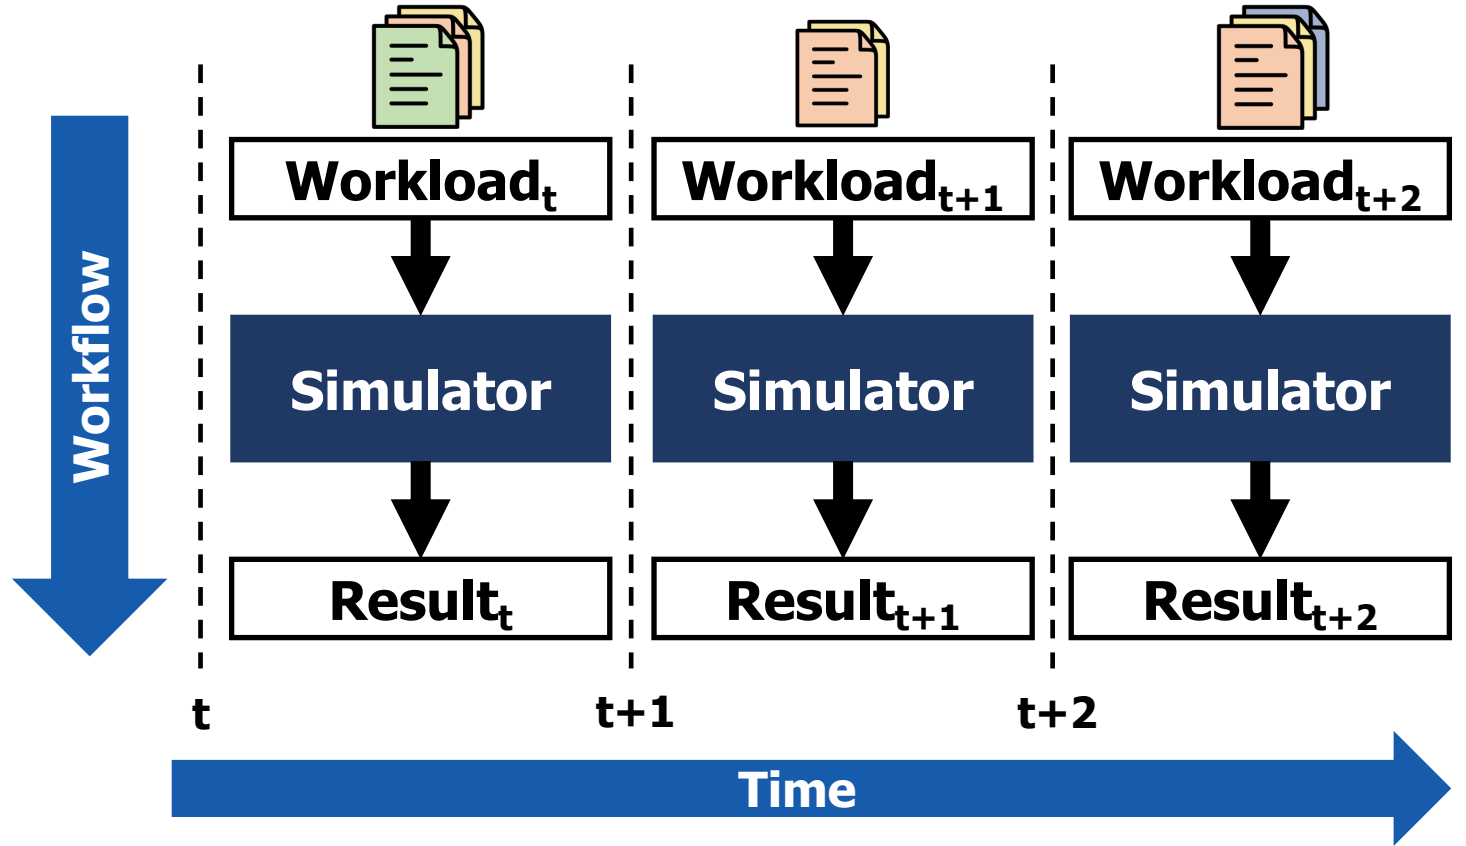 Workflow
Workload_t
Workload_t+1
Workload_t+2
Simulator
Simulator
Simulator
Result_t
Result_t+1
Result_t+2
t
t+1
t+2
Time